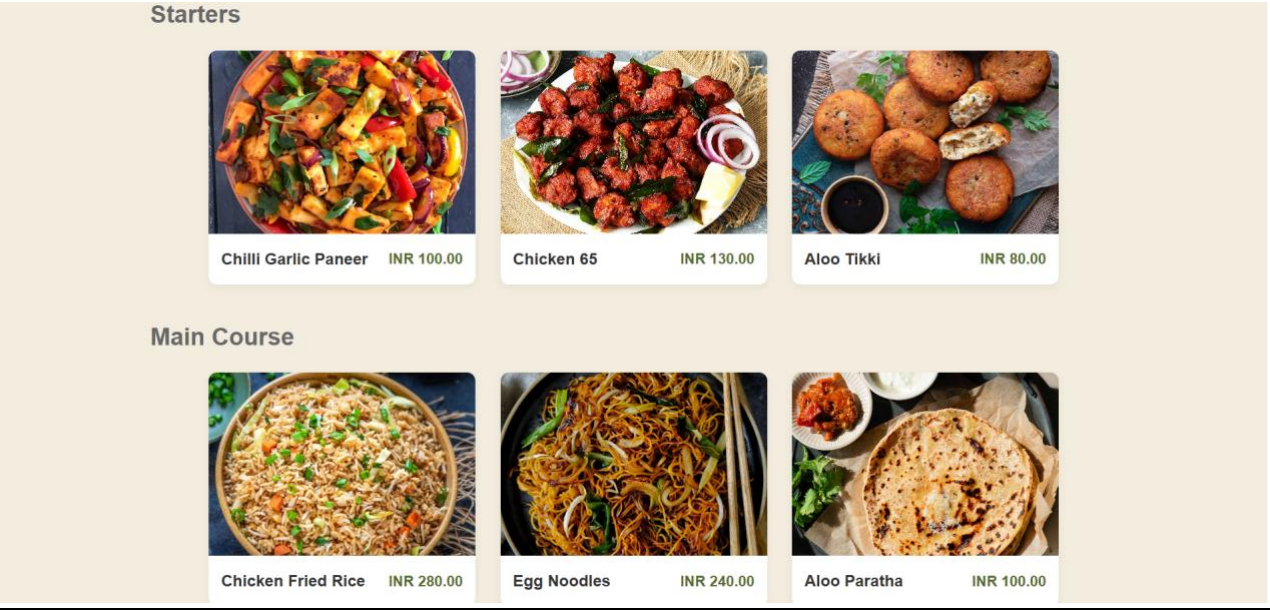 Starters
Chilli Garlic Paneer INR 100.00
Chicken 65 INR 130.00
Aloo Tikki INR 80.00
Main Course
Chicken Fried Rice INR 280.00
Egg Noodles INR 240.00
Aloo Paratha INR 100.00